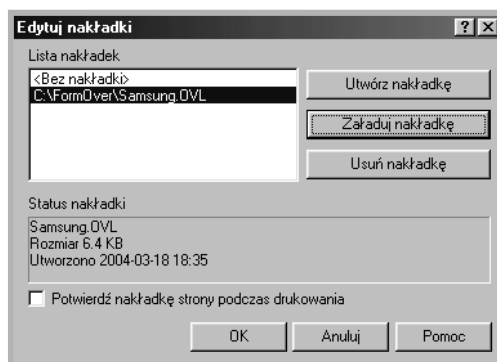 Edytuj nakładki
Lista nakładek
<Bez nakładki>
C:\FormOver\Samsung.OVL
Utwórz nakładkę
Załaduj nakładkę
Usuń nakładkę
Status nakładki
Samsung.OVL
Rozmiar 6.4 KB
Utworzono 2004-03-18 18:35
Potwierdź nakładkę strony podczas drukowania
OK
Anuluj
Pomoc